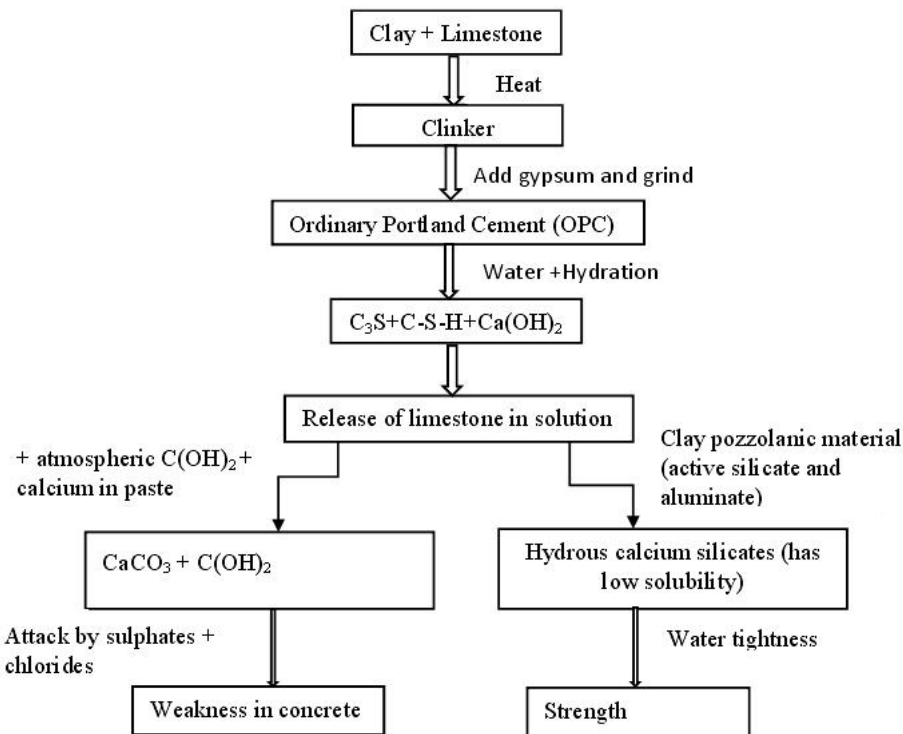 Clay + Limestone
Heat
Clinker
Add gypsum and grind
Ordinary Portland Cement (OPC)
Water +Hydration
C₃S+C-S-H+Ca(OH)₂
Release of limestone in solution
+ atmospheric C(OH)₂+
calcium in paste
Clay pozzolanic material
(active silicate and
aluminate)
CaCO₃ + C(OH)₂
Hydrous calcium silicates (has
low solubility)
Attack by sulphates +
chlorides
Water tightness
Weakness in concrete
Strength